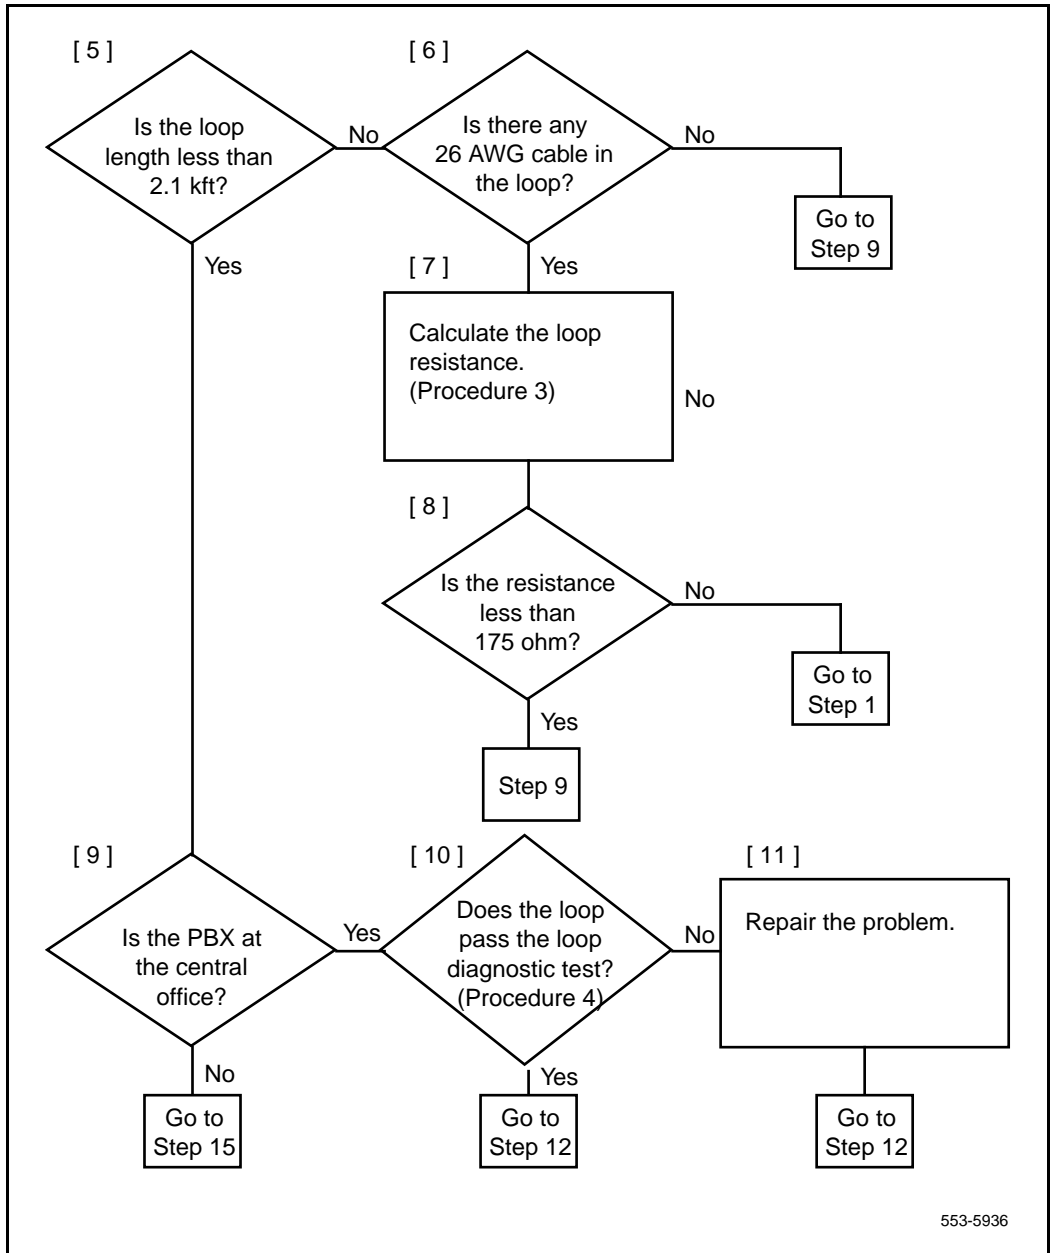 [ 5 ]
Is the loop
length less than
2.1 kft?
No
Yes
[ 6 ]
Is there any
26 AWG cable in
the loop?
No
Go to
Step 9
Yes
[ 7 ]
Calculate the loop
resistance.
(Procedure 3)
No
[ 8 ]
Is the resistance
less than
175 ohm?
No
Go to
Step 1
Yes
Step 9
[ 9 ]
Is the PBX at
the central
office?
Yes
No
Go to
Step 15
[ 10 ]
Does the loop
pass the loop
diagnostic test?
(Procedure 4)
No
Yes
Go to
Step 12
[ 11 ]
Repair the problem.
Go to
Step 12
553-5936